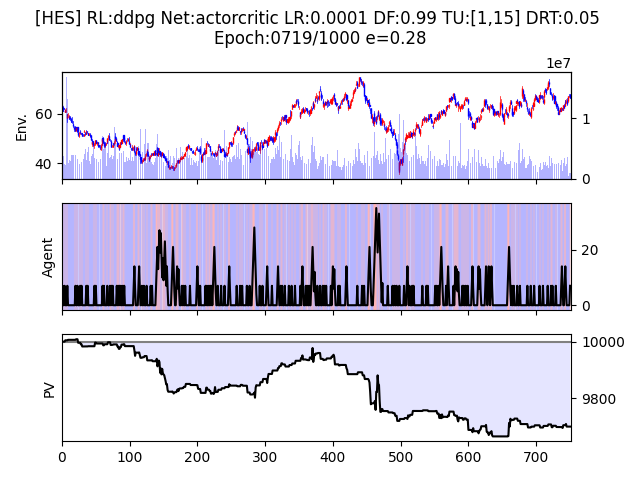 [HES] RL:ddpg Net:actorcritic LR:0.0001 DF:0.99 TU:[1,15] DRT:0.05
Epoch:0719/1000 e=0.28
1e7
Env.
60
40
1
0
Agent
20
0
PV
10000
9800
0 100 200 300 400 500 600 700